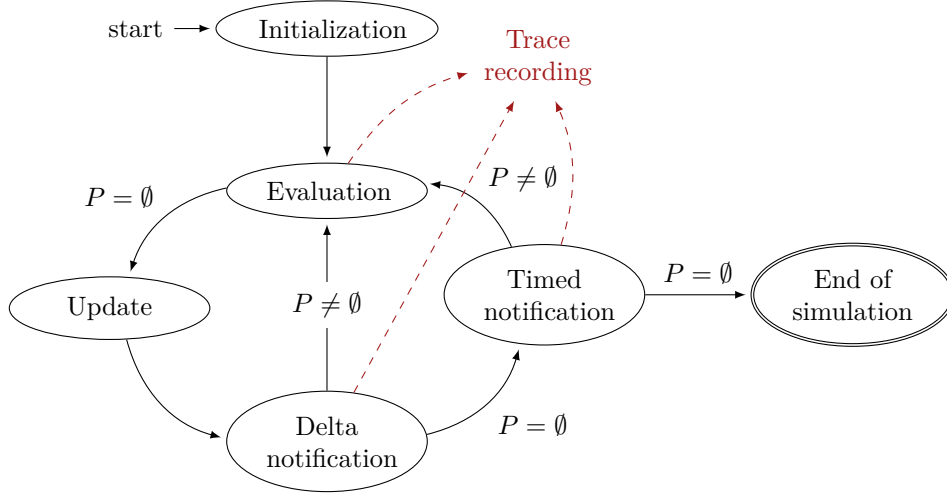 start
Initialization
Trace
recording
Evaluation
P ≠ ∅
P = ∅
Timed
notification
P = ∅
End of
simulation
Update
P ≠ ∅
Delta
notification
P = ∅